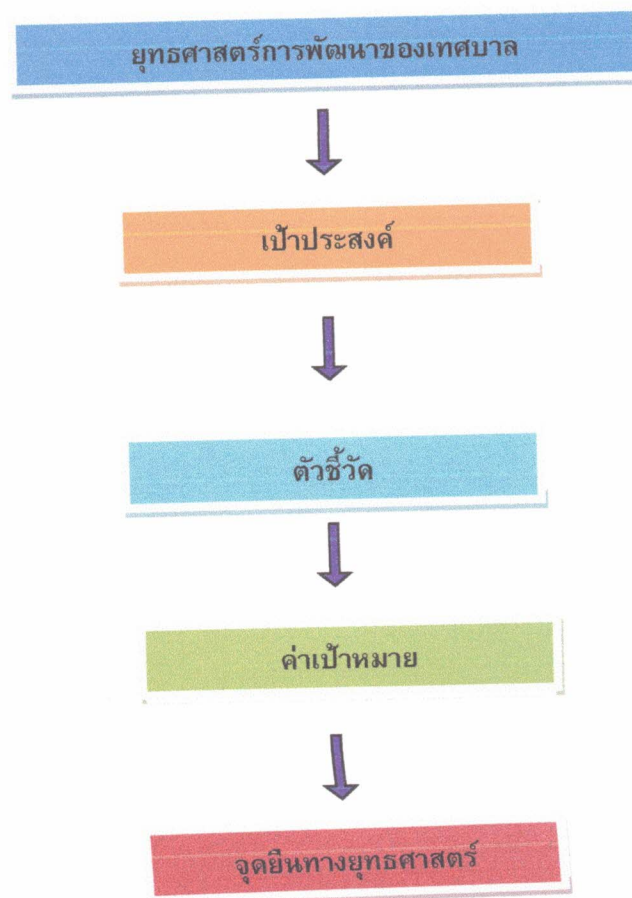 ยุทธศาสตร์การพัฒนาของเทศบาล
เป้าประสงค์
ตัวชี้วัด
ค่าเป้าหมาย
จุดยืนทางยุทธศาสตร์